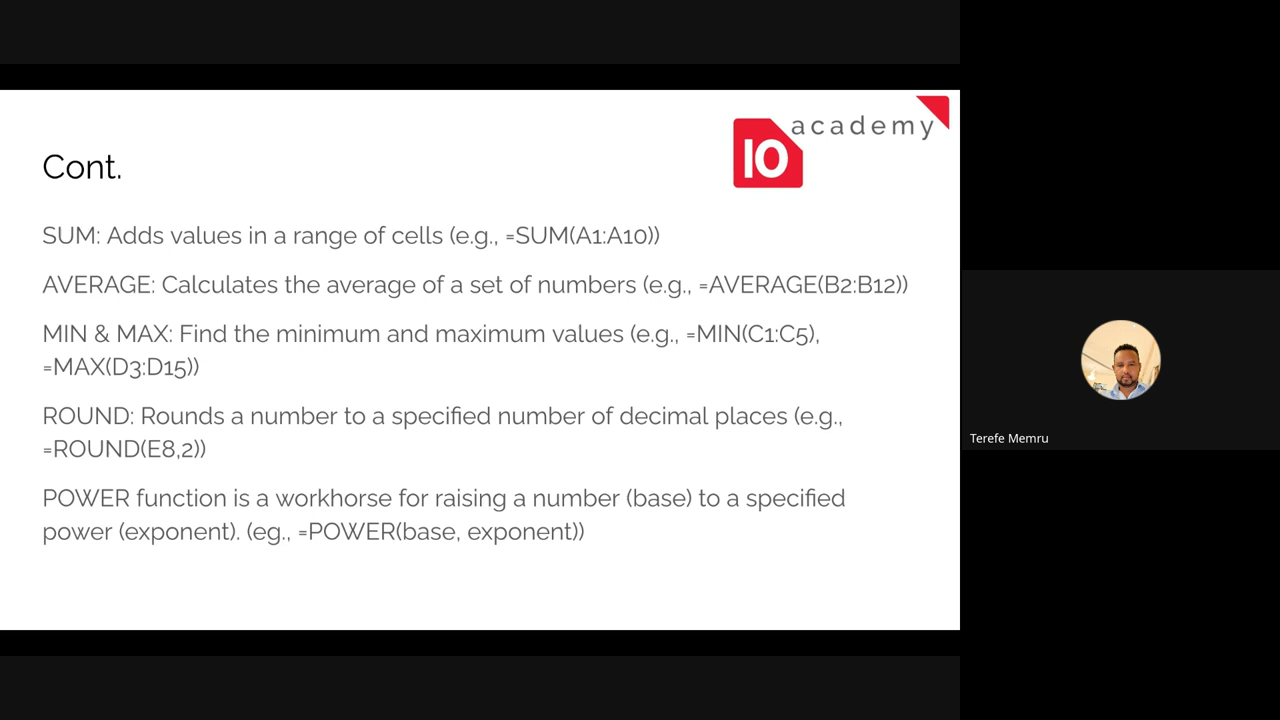 10 academy
Cont.
SUM: Adds values in a range of cells (e.g., =SUM(A1:A10))
AVERAGE: Calculates the average of a set of numbers (e.g., =AVERAGE(B2:B12))
MIN & MAX: Find the minimum and maximum values (e.g., =MIN(C1:C5),
=MAX(D3:D15))
ROUND: Rounds a number to a specified number of decimal places (e.g.,
=ROUND(E8,2))
POWER function is a workhorse for raising a number (base) to a specified
power (exponent). (eg., =POWER(base, exponent))
Terefe Memru